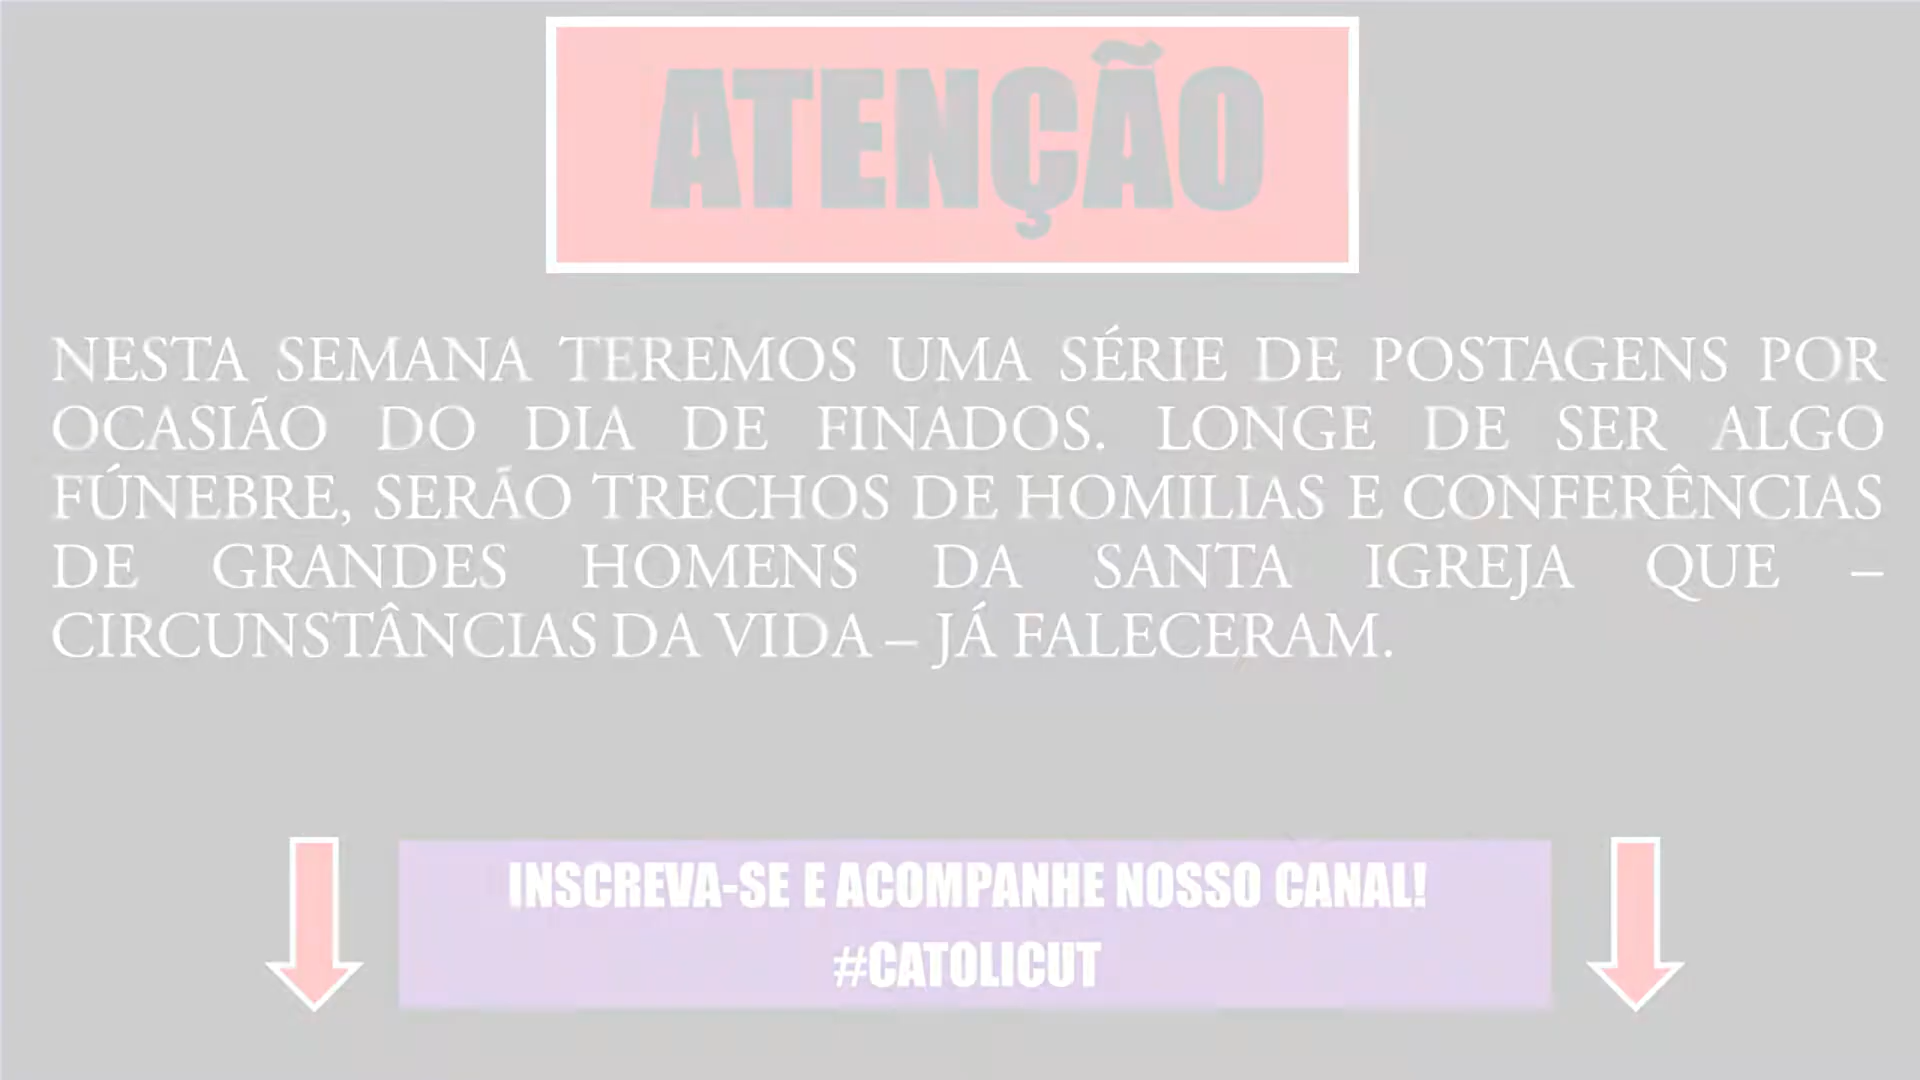 ATENÇÃO
NESTA SEMANA TEREMOS UMA SÉRIE DE POSTAGENS POR
OCASIÃO DO DIA DE FINADOS. LONGE DE SER ALGO
FÚNEBRE, SERÃO TRECHOS DE HOMILIAS E CONFERÊNCIAS
DE GRANDES HOMENS DA SANTA IGREJA QUE –
CIRCUNSTÂNCIAS DA VIDA – JÁ FALECERAM.
INSCREVA-SE E ACOMPANHE NOSSO CANAL!
#CATOLICUT